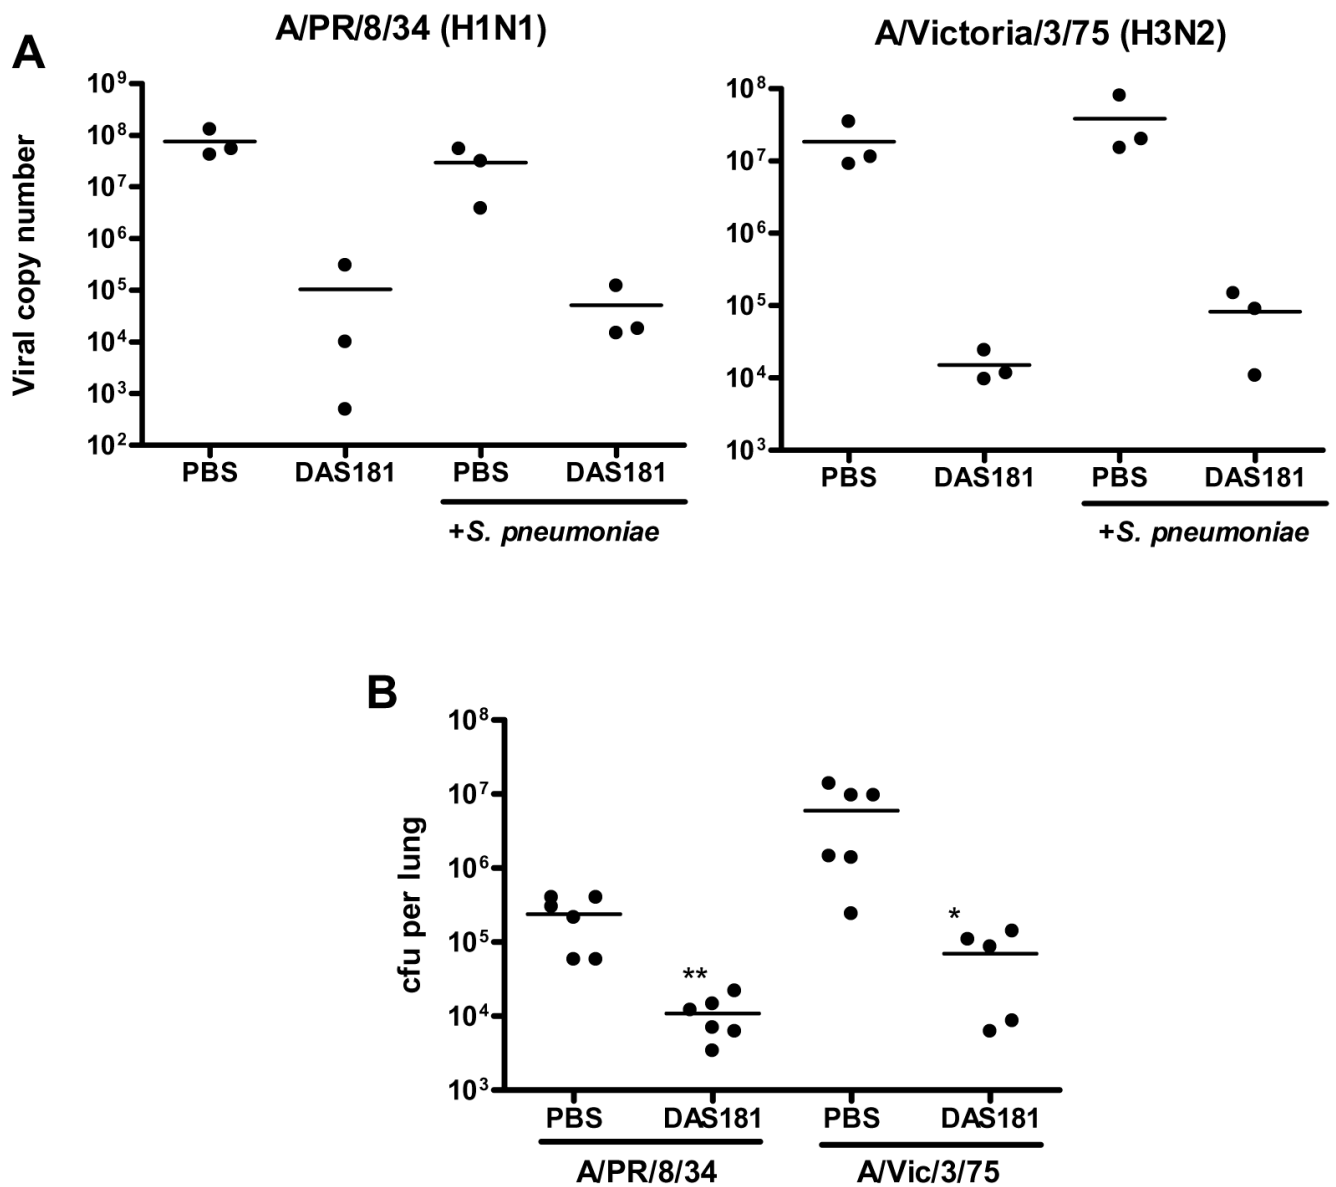 A
A/PR/8/34 (H1N1)
Viral copy number
10⁹
10⁸
10⁷
10⁶
10⁵
10⁴
10³
10²
PBS
DAS181
PBS
DAS181
+S. pneumoniae
A/Victoria/3/75 (H3N2)
10⁸
10⁷
10⁶
10⁵
10⁴
10³
PBS
DAS181
PBS
DAS181
+S. pneumoniae
B
cfu per lung
10⁸
10⁷
10⁶
10⁵
10⁴
10³
**
*
PBS
DAS181
PBS
DAS181
A/PR/8/34
A/Vic/3/75